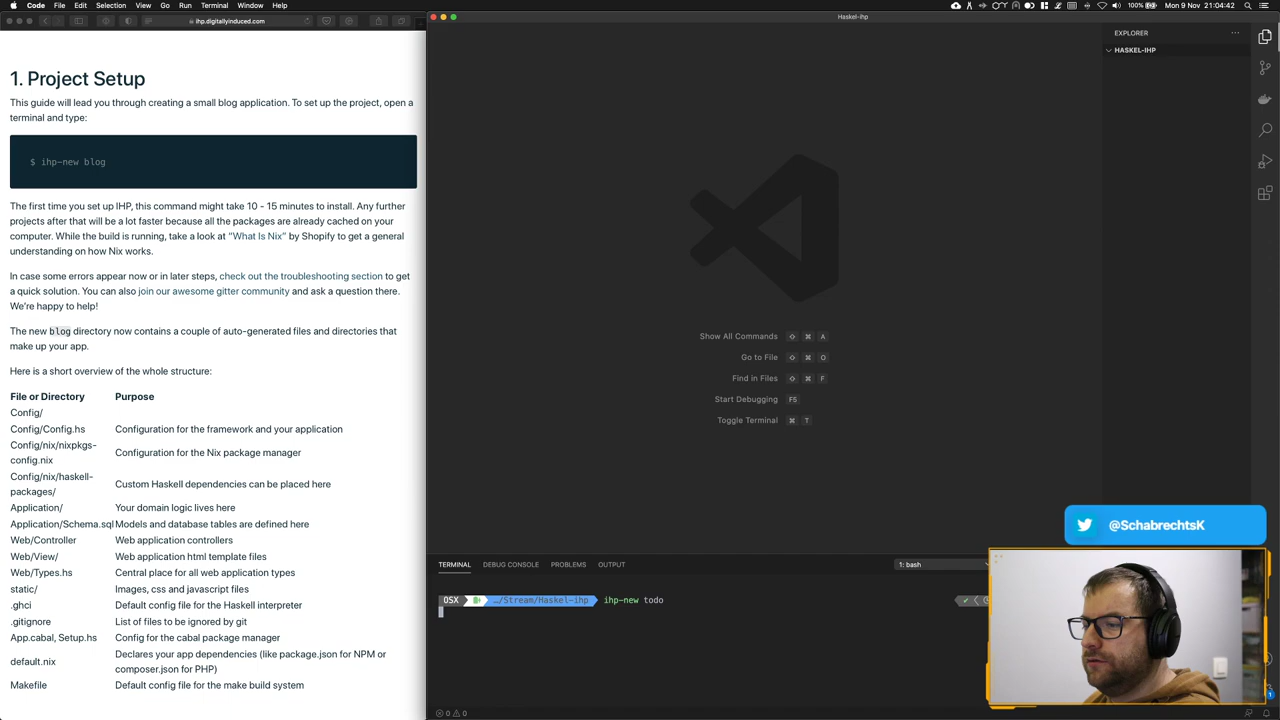 Code File Edit Selection View Go Run Terminal Window Help
100% Mon 9 Nov 21:04:42
ihp.digitallyinduced.com
Haskel-ihp
1. Project Setup
This guide will lead you through creating a small blog application. To set up the project, open a
terminal and type:
$ ihp-new blog
The first time you set up IHP, this command might take 10 - 15 minutes to install. Any further
projects after that will be a lot faster because all the packages are already cached on your
computer. While the build is running, take a look at “What Is Nix” by Shopify to get a general
understanding on how Nix works.
In case some errors appear now or in later steps, check out the troubleshooting section to get
a quick solution. You can also join our awesome gitter community and ask a question there.
We’re happy to help!
The new blog directory now contains a couple of auto-generated files and directories that
make up your app.
Here is a short overview of the whole structure:
File or Directory Purpose
Config/
Config/Config.hs Configuration for the framework and your application
Config/nix/nixpkgs-
config.nix Configuration for the Nix package manager
Config/nix/haskell-
packages/ Custom Haskell dependencies can be placed here
Application/ Your domain logic lives here
Application/Schema.sql Models and database tables are defined here
Web/Controller Web application controllers
Web/View/ Web application html template files
Web/Types.hs Central place for all web application types
static/ Images, css and javascript files
.ghci Default config file for the Haskell interpreter
.gitignore List of files to be ignored by git
App.cabal, Setup.hs Config for the cabal package manager
default.nix Declares your app dependencies (like package.json for NPM or
composer.json for PHP)
Makefile Default config file for the make build system
EXPLORER ...
HASKEL-IHP
Show All Commands ⇧ ⌘ A
Go to File ⇧ ⌘ O
Find in Files ⇧ ⌘ F
Start Debugging F5
Toggle Terminal ⌘ T
@SchabrechtsK
TERMINAL DEBUG CONSOLE PROBLEMS OUTPUT 1: bash
OSX …/Stream/Haskel-ihp ihp-new todo
0 0
1